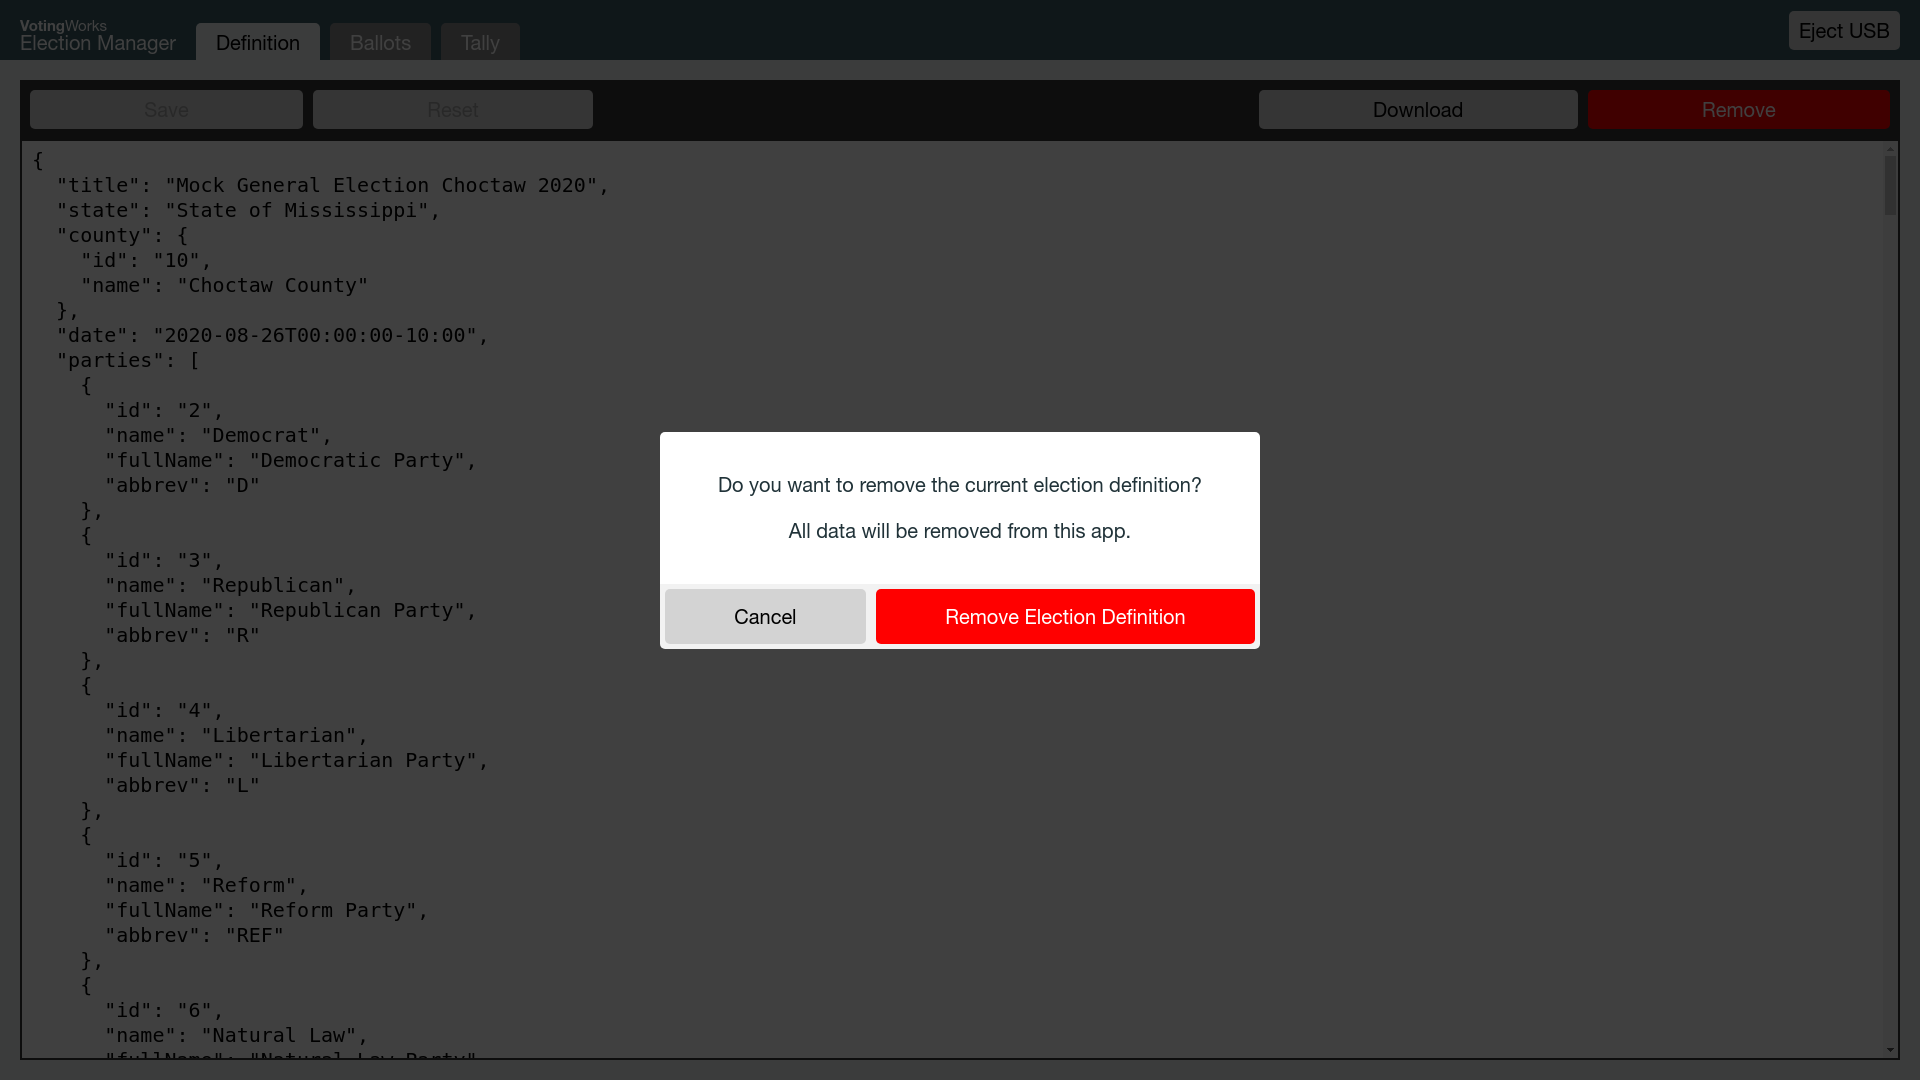 VotingWorks
Election Manager
Definition
Ballots
Tally
Eject USB
Save
Reset
Download
Remove
{
  "title": "Mock General Election Choctaw 2020",
  "state": "State of Mississippi",
  "county": {
    "id": "10",
    "name": "Choctaw County"
  },
  "date": "2020-08-26T00:00:00-10:00",
  "parties": [
    {
      "id": "2",
      "name": "Democrat",
      "fullName": "Democratic Party",
      "abbrev": "D"
    },
    {
      "id": "3",
      "name": "Republican",
      "fullName": "Republican Party",
      "abbrev": "R"
    },
    {
      "id": "4",
      "name": "Libertarian",
      "fullName": "Libertarian Party",
      "abbrev": "L"
    },
    {
      "id": "5",
      "name": "Reform",
      "fullName": "Reform Party",
      "abbrev": "REF"
    },
    {
      "id": "6",
      "name": "Natural Law",
      "fullName": "Natural Law Party"
Do you want to remove the current election definition?
All data will be removed from this app.
Cancel
Remove Election Definition